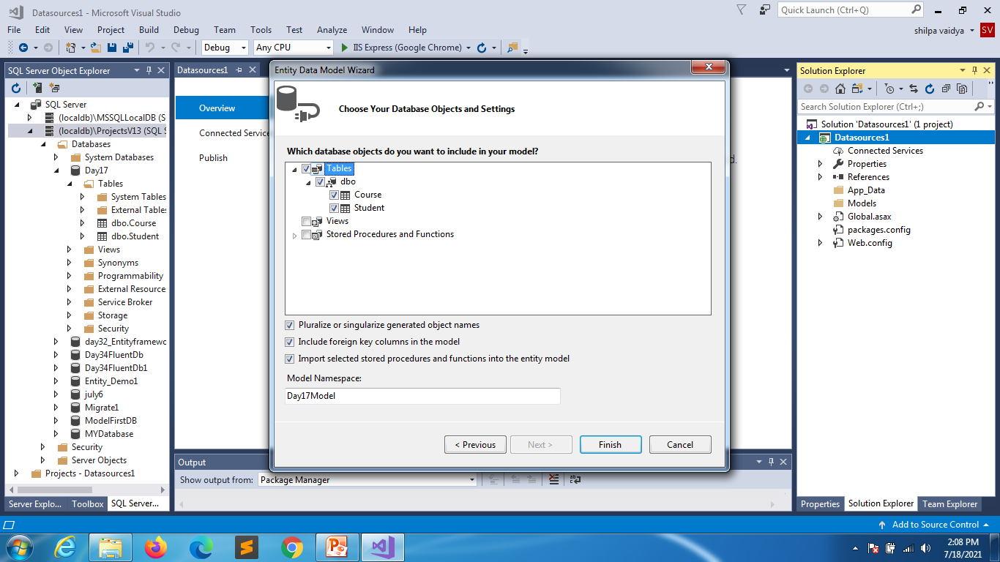 Datasources1 - Microsoft Visual Studio
Quick Launch (Ctrl+Q)
File Edit View Project Build Debug Team Tools Test Analyze Window Help
shilpa vaidya
SV
Debug
Any CPU
IIS Express (Google Chrome)
SQL Server Object Explorer
SQL Server
(localdb)\MSSQLLocalDB (S
(localdb)\ProjectsV13 (SQL S
Databases
System Databases
Day17
Tables
System Tables
External Table
dbo.Course
dbo.Student
Views
Synonyms
Programmability
External Resource
Service Broker
Storage
Security
day32_Entityframewo
Day34FluentDb
Day34FluentDb1
Entity_Demo1
july6
Migrate1
ModelFirstDB
MYDatabase
Security
Server Objects
Projects - Datasources1
Server Explo...
Toolbox
SQL Server...
Datasources1
Overview
Connected Service
Publish
d.
Entity Data Model Wizard
Choose Your Database Objects and Settings
Which database objects do you want to include in your model?
Tables
dbo
Course
Student
Views
Stored Procedures and Functions
Pluralize or singularize generated object names
Include foreign key columns in the model
Import selected stored procedures and functions into the entity model
Model Namespace:
Day17Model
< Previous
Next >
Finish
Cancel
Output
Show output from:
Package Manager
Solution Explorer
Search Solution Explorer (Ctrl+;)
Solution 'Datasources1' (1 project)
Datasources1
Connected Services
Properties
References
App_Data
Models
Global.asax
packages.config
Web.config
Properties
Solution Explorer
Team Explorer
Add to Source Control
2:08 PM
7/18/2021